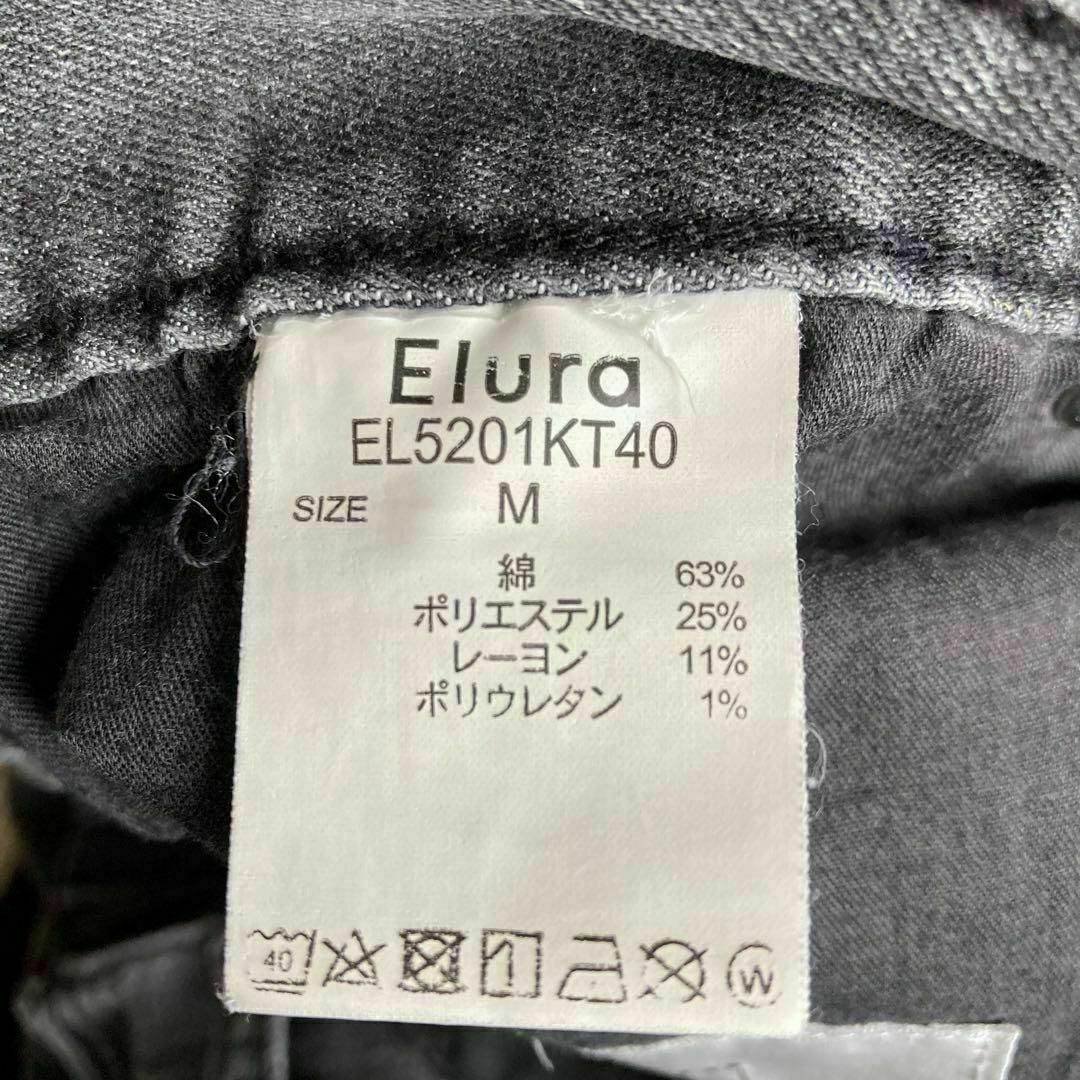 Elura
EL5201KT40
SIZE M
綿 63%
ポリエステル 25%
レーヨン 11%
ポリウレタン 1%
40 W